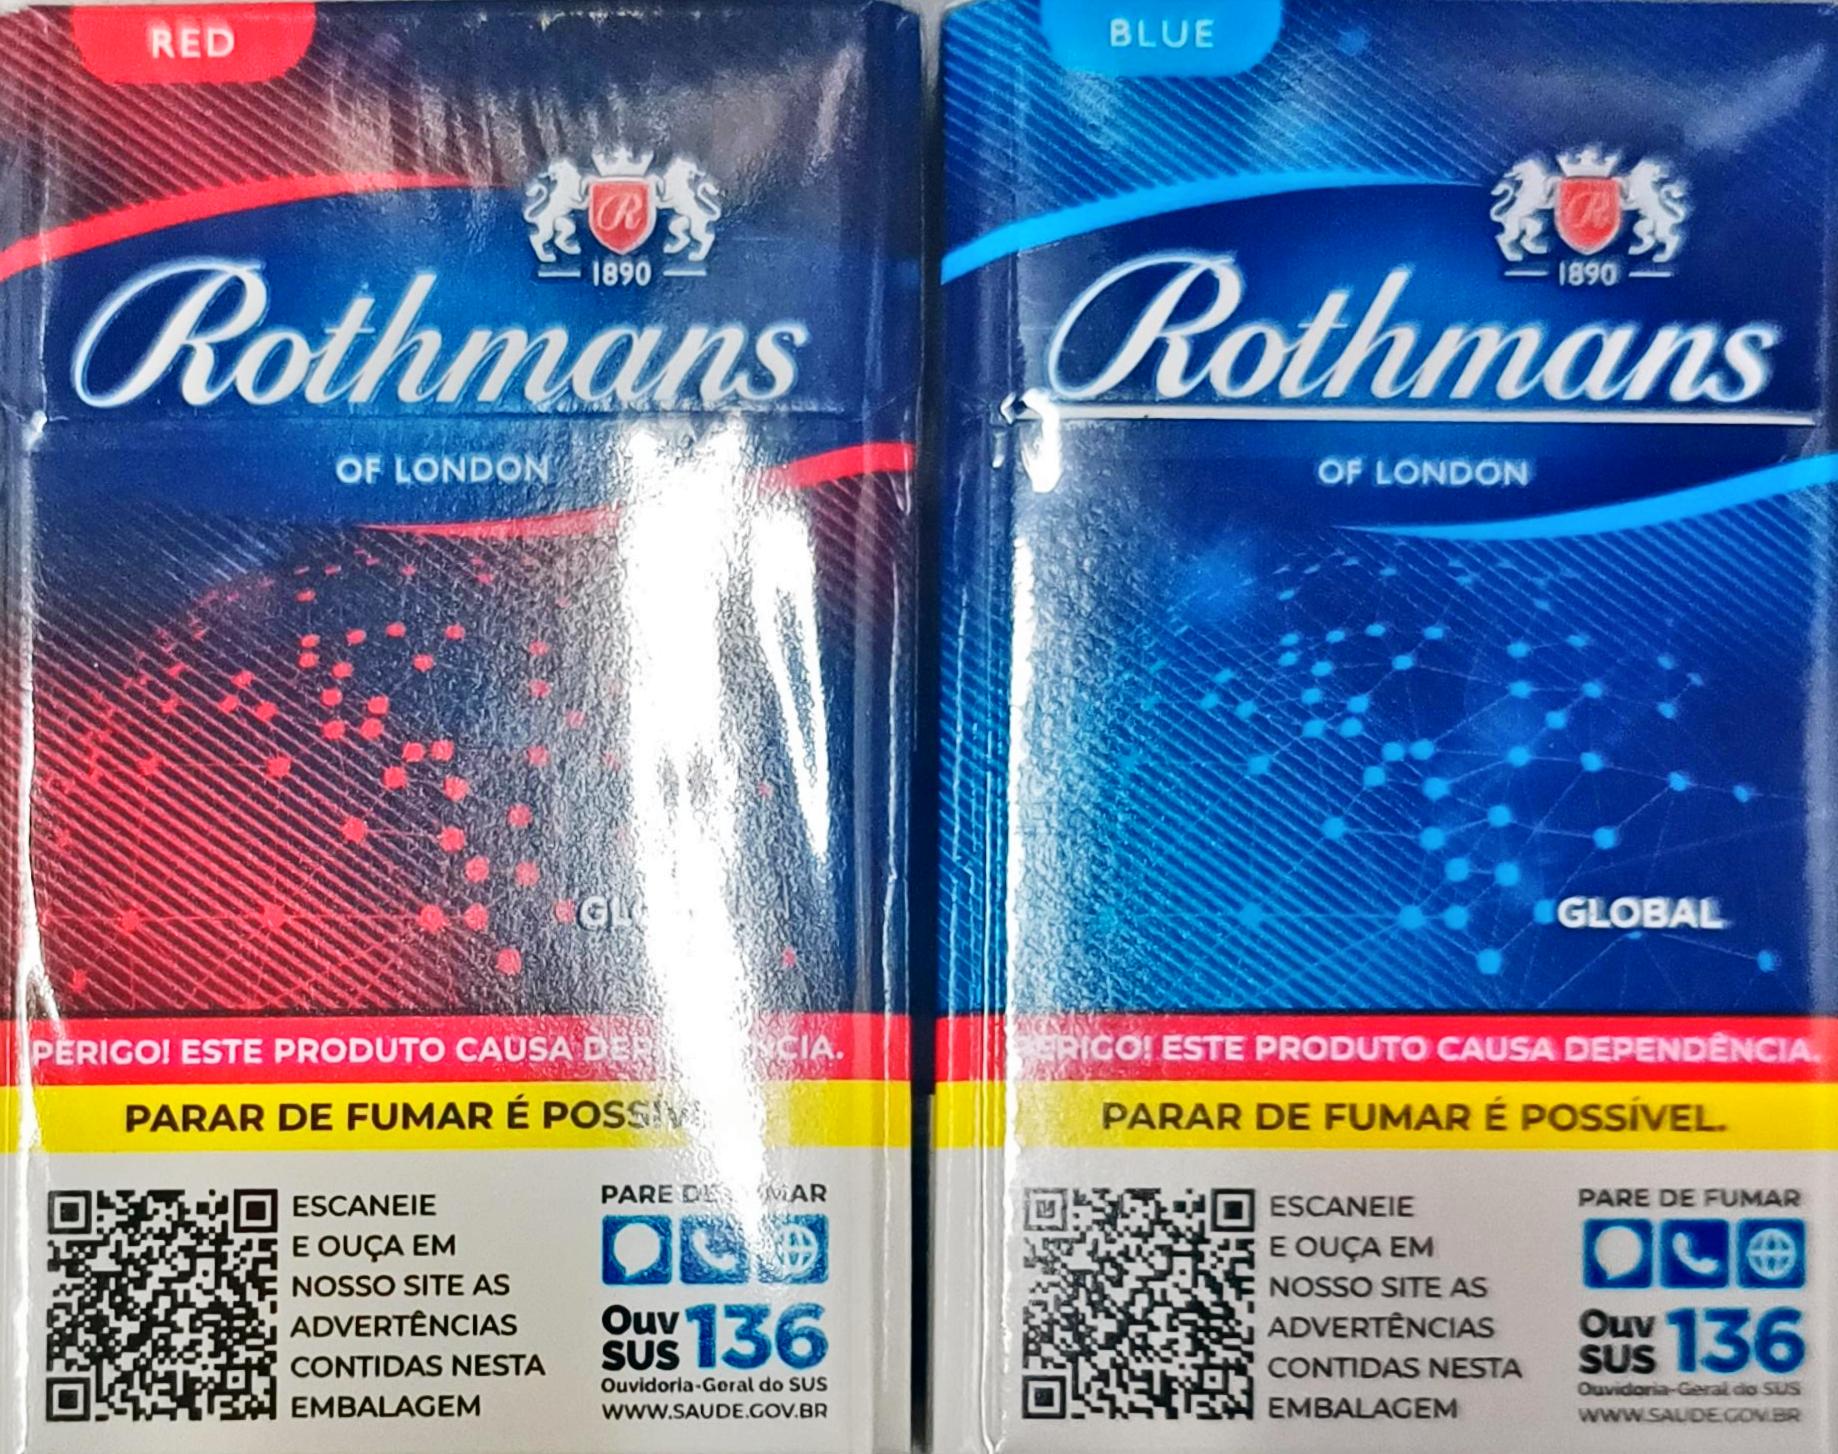 RED
R
1890
Rothmans
OF LONDON
PERIGO! ESTE PRODUTO CAUSA
PARAR DE FUMAR É
ESCANEIE
E OUÇA EM
NOSSO SITE AS
ADVERTÊNCIAS
CONTIDAS NESTA
EMBALAGEM
PARE DE FUMAR
Ouv
SUS 136
Ouvidoria-Geral do SUS
WWW.SAUDE.GOV.BR
BLUE
R
1890
Rothmans
OF LONDON
GLOBAL
PERIGO! ESTE PRODUTO CAUSA DEPENDÊNCIA.
PARAR DE FUMAR É POSSÍVEL.
ESCANEIE
E OUÇA EM
NOSSO SITE AS
ADVERTÊNCIAS
CONTIDAS NESTA
EMBALAGEM
PARE DE FUMAR
Ouv
SUS 136
Ouvidoria-Geral do SUS
WWW.SAUDE.GOV.BR